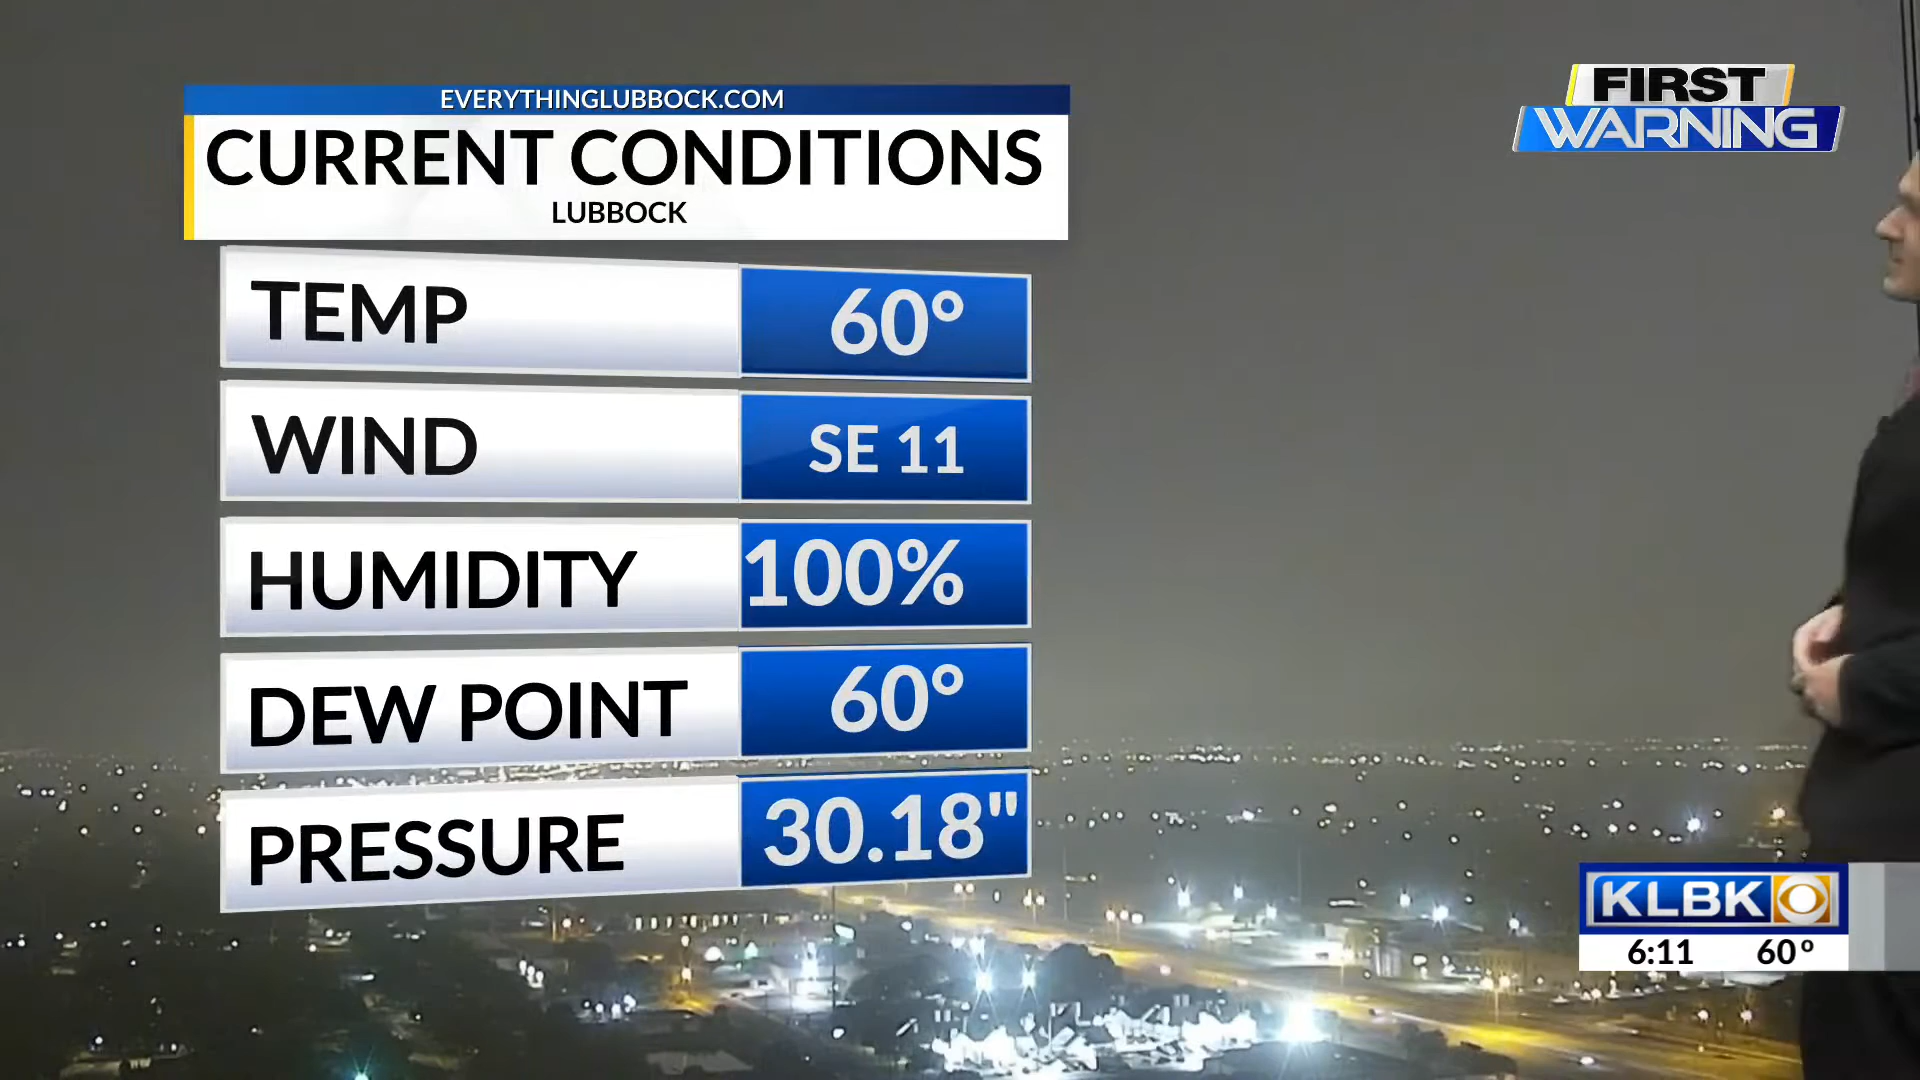 EVERYTHINGLUBBOCK.COM
CURRENT CONDITIONS
LUBBOCK
TEMP 60°
WIND SE 11
HUMIDITY 100%
DEW POINT 60°
PRESSURE 30.18"
FIRST
WARNING
KLBK
6:11 60°